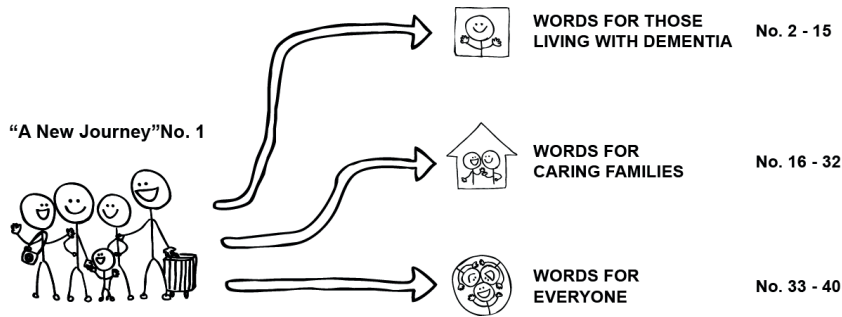 WORDS FOR THOSE
LIVING WITH DEMENTIA
No. 2 - 15
“A New Journey”No. 1
WORDS FOR
CARING FAMILIES
No. 16 - 32
WORDS FOR
EVERYONE
No. 33 - 40